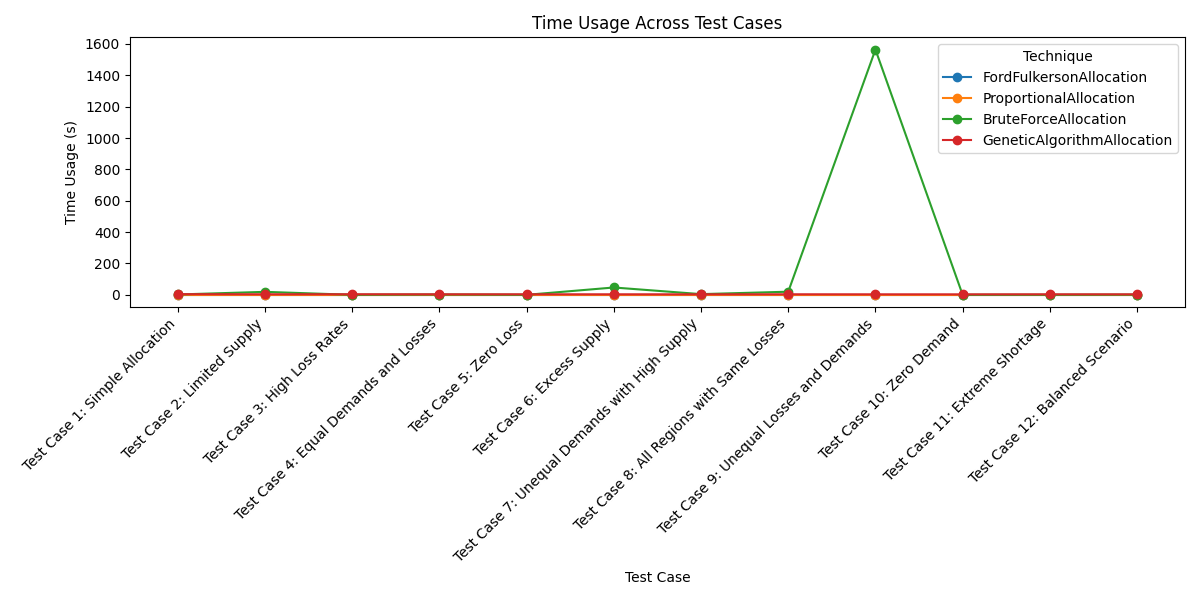 Time Usage Across Test Cases
Time Usage (s)
1600
1400
1200
1000
800
600
400
200
0
Technique
FordFulkersonAllocation
ProportionalAllocation
BruteForceAllocation
GeneticAlgorithmAllocation
Test Case 1: Simple Allocation
Test Case 2: Limited Supply
Test Case 3: High Loss Rates
Test Case 4: Equal Demands and Losses
Test Case 5: Zero Loss
Test Case 6: Excess Supply
Test Case 7: Unequal Demands with High Supply
Test Case 8: All Regions with Same Losses
Test Case 9: Unequal Losses and Demands
Test Case 10: Zero Demand
Test Case 11: Extreme Shortage
Test Case 12: Balanced Scenario
Test Case